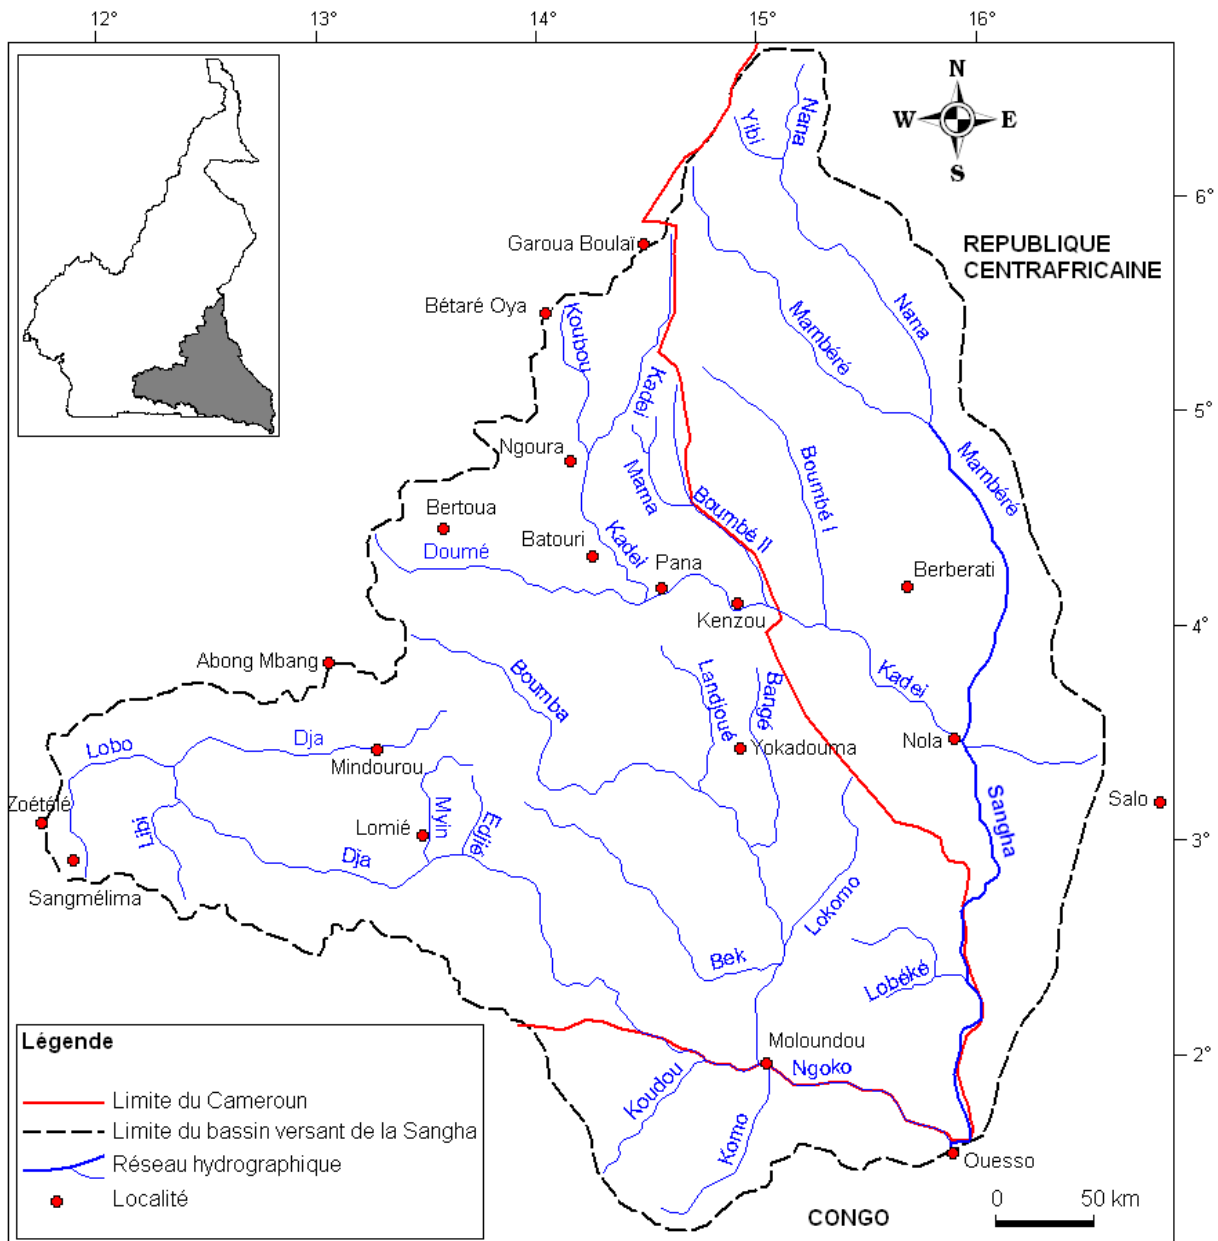 12°
13°
14°
15°
16°
N
W
E
S
Yibi
Nana
6°
Garoua Boulaï
REPUBLIQUE
CENTRAFRICAINE
Bétaré Oya
Koubou
Mambéré
Nana
Kadei
5°
Ngoura
Mama
Boumbé I
Mambéré
Bertoua
Boumbé II
Batouri
Doumé
Kadei
Pana
Berberati
Kenzou
4°
Abong Mbang
Boumba
Landjoué
Bangé
Kadei
Lobo
Dja
Mindourou
Yokadouma
Nola
Zoétélé
Libi
Lomié
Myin
Edjié
Sangha
Salo
3°
Dja
Sangmélima
Lokomo
Bek
Lobéké
Moloundou
2°
Ngoko
Koudou
Komo
Ouesso
Légende
Limite du Cameroun
Limite du bassin versant de la Sangha
Réseau hydrographique
Localité
0
50 km
CONGO